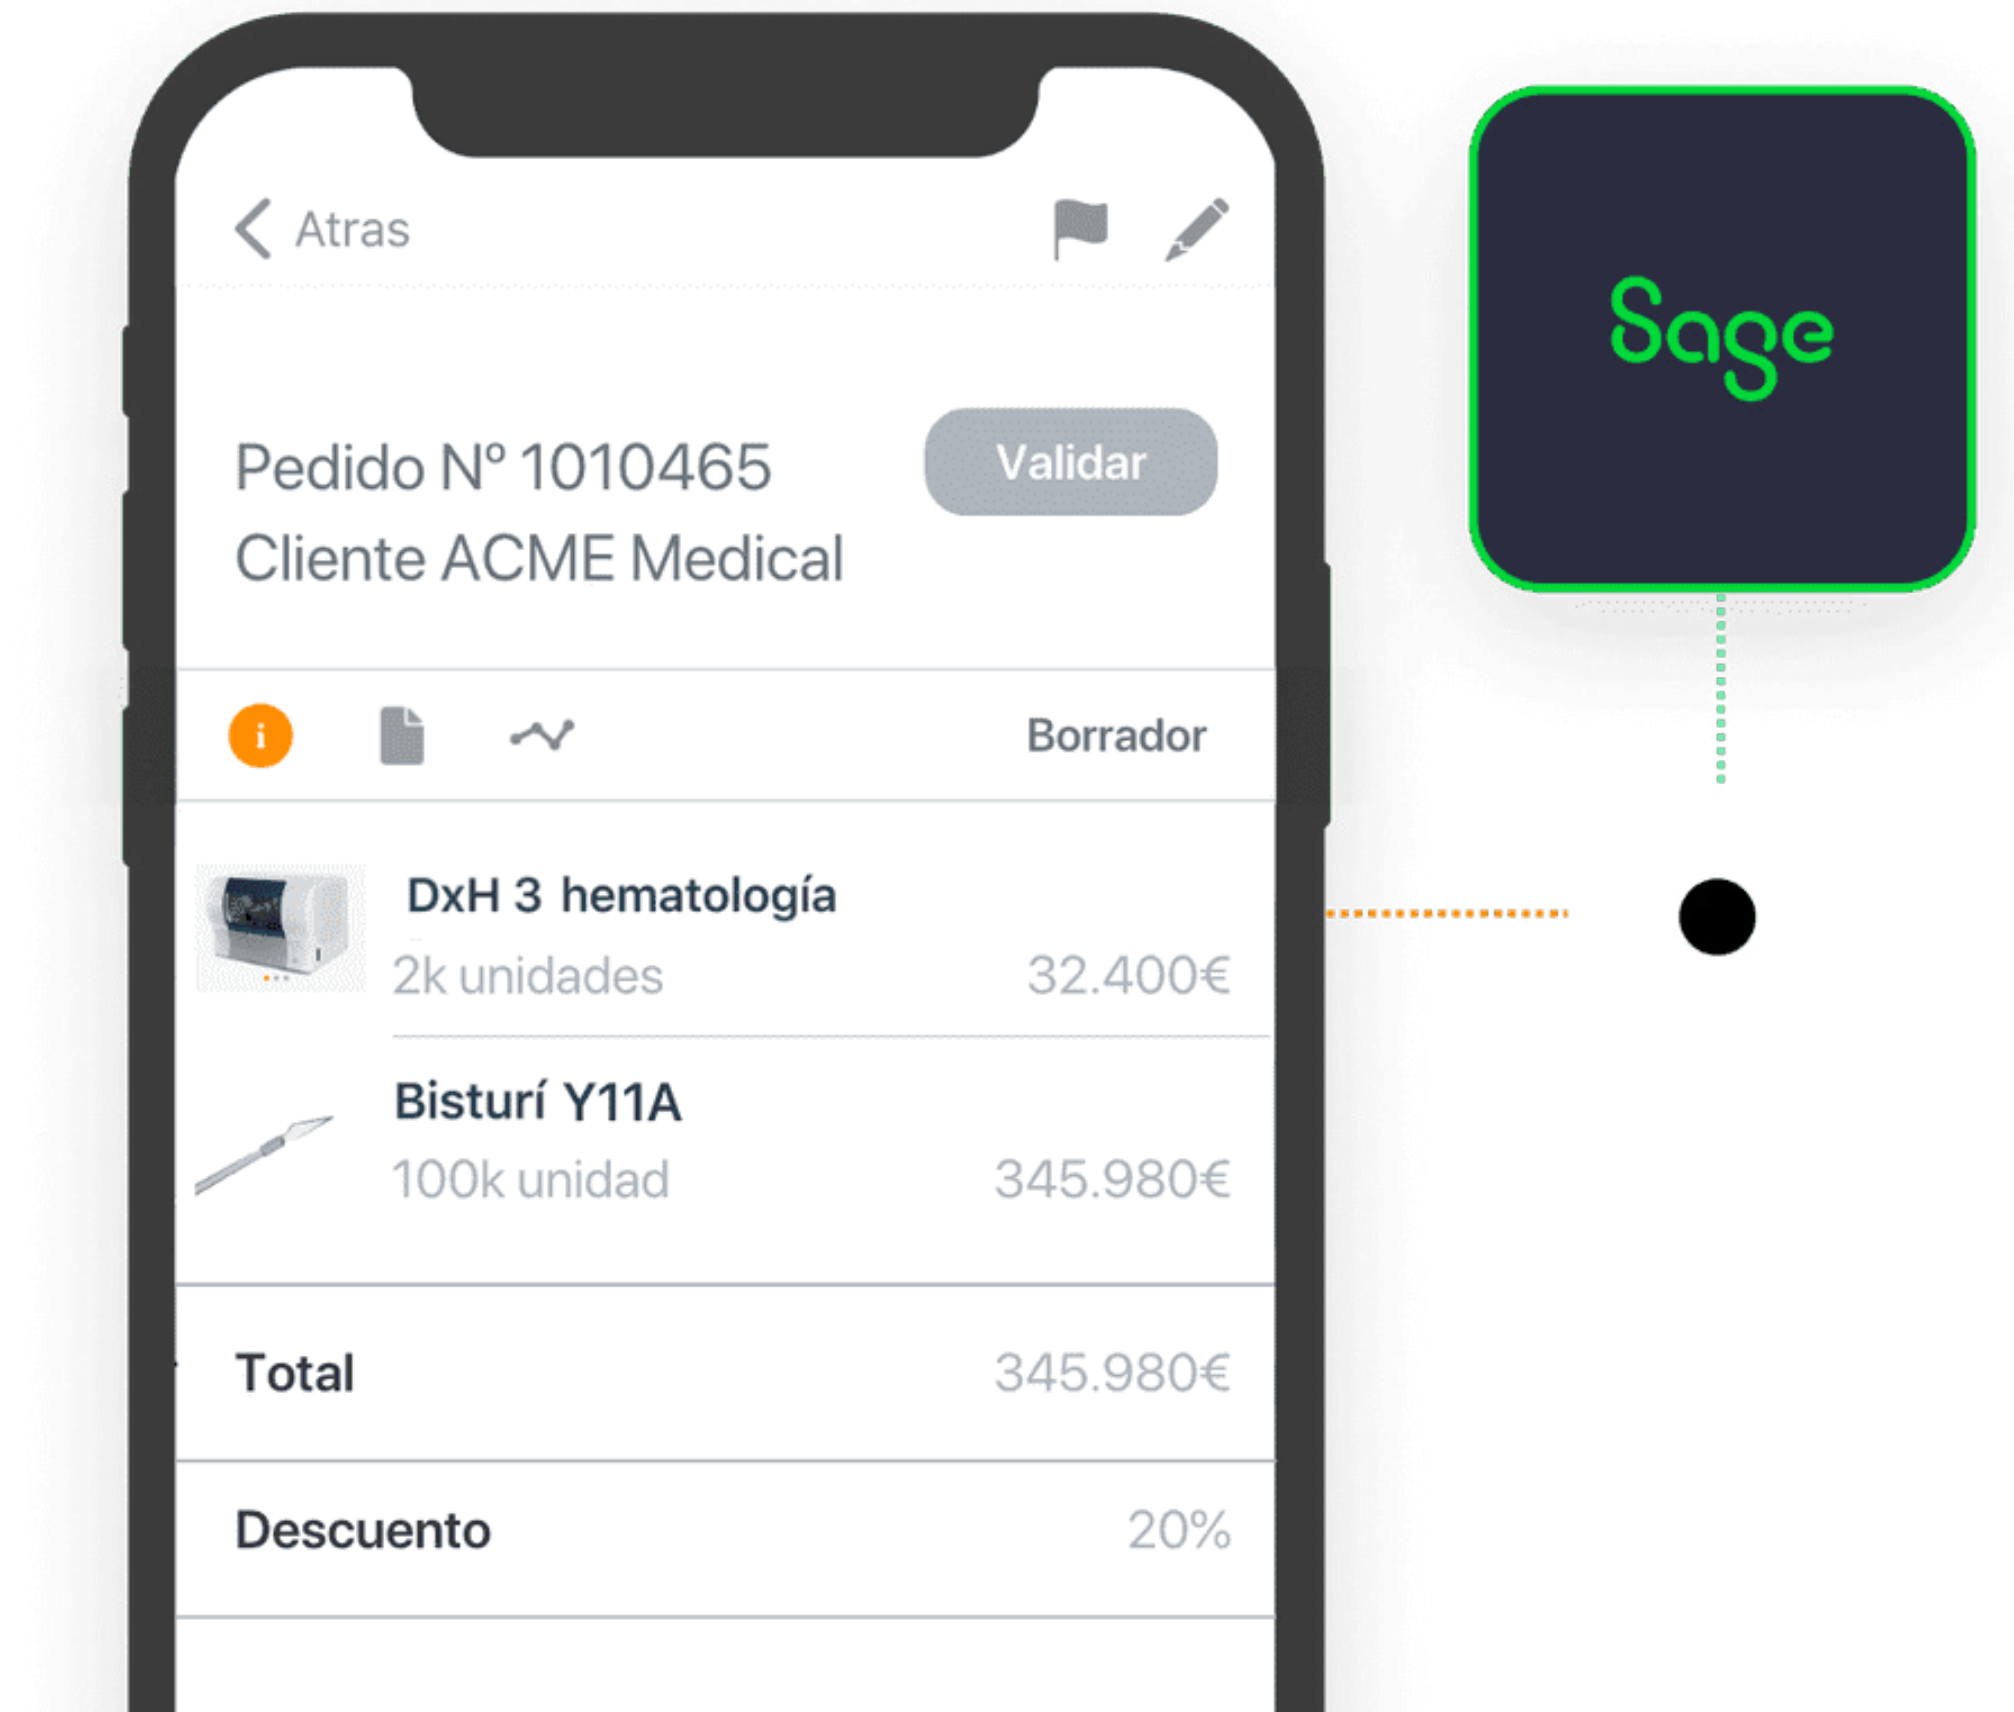 Atras
Sage
Pedido Nº 1010465
Validar
Cliente ACME Medical
i
Borrador
DxH 3 hematología
2k unidades
32.400€
Bisturí Y11A
100k unidad
345.980€
Total
345.980€
Descuento
20%